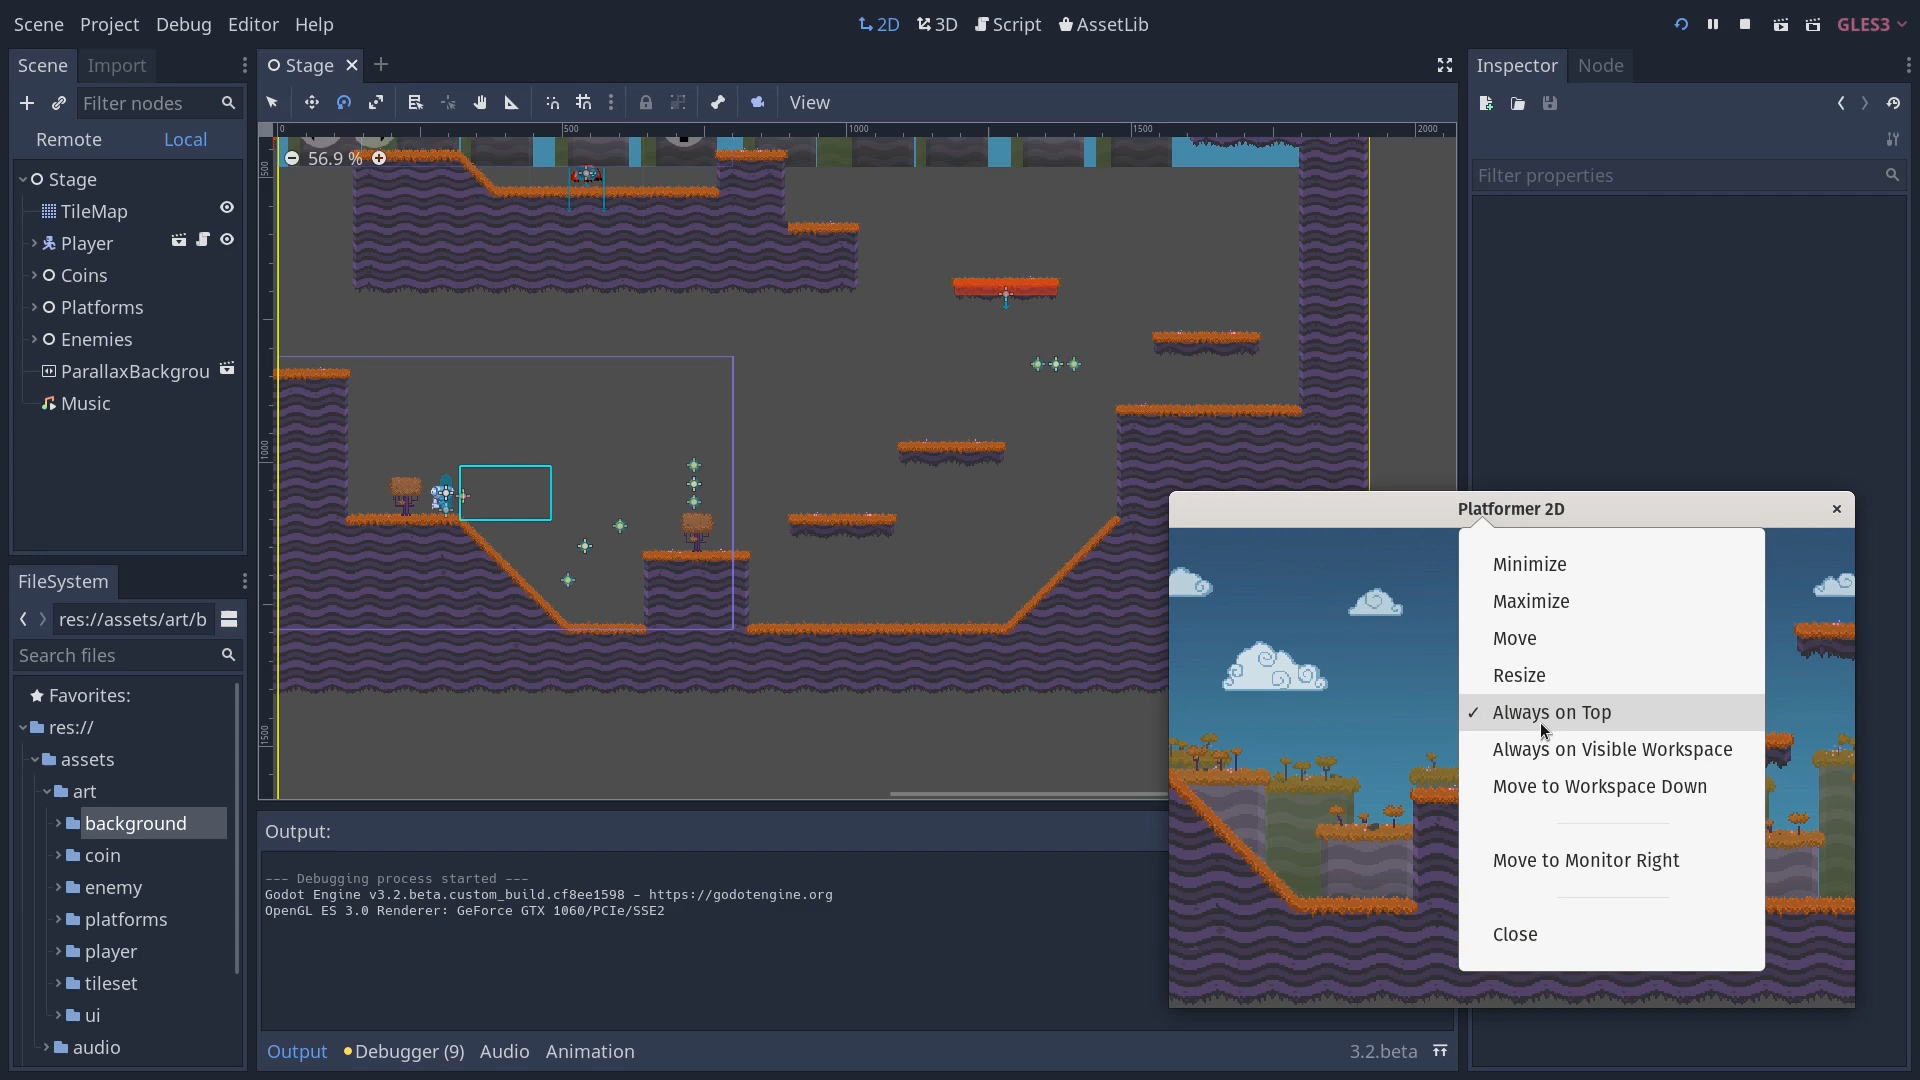 Scene Project Debug Editor Help
2D 3D Script AssetLib
GLES3
Scene Import
Filter nodes
Remote Local
Stage
TileMap
Player
Coins
Platforms
Enemies
ParallaxBackgrou
Music
FileSystem
res://assets/art/b
Search files
Favorites:
res://
assets
art
background
coin
enemy
platforms
player
tileset
ui
audio
Stage
View
0 500 1000 1500 2000
56.9 %
500
1000
1500
Output:
--- Debugging process started ---
Godot Engine v3.2.beta.custom_build.cf8ee1598 - https://godotengine.org
OpenGL ES 3.0 Renderer: GeForce GTX 1060/PCIe/SSE2
Output Debugger (9) Audio Animation
3.2.beta
Inspector Node
Filter properties
Platformer 2D
Minimize
Maximize
Move
Resize
✓ Always on Top
Always on Visible Workspace
Move to Workspace Down
Move to Monitor Right
Close